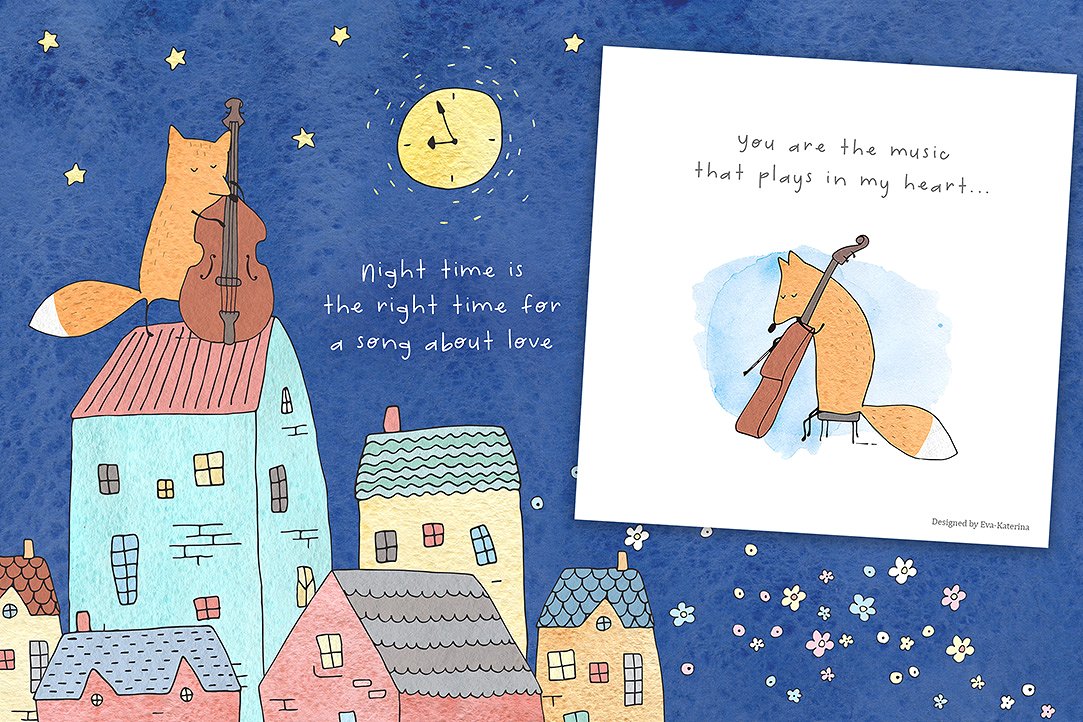 Night time is
the right time for
a song about love
you are the music
that plays in my heart...
Designed by Eva-Katerina